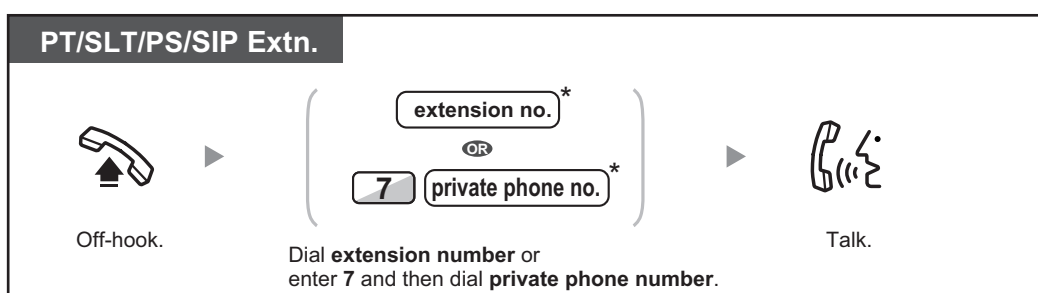 PT/SLT/PS/SIP Extn.
extension no.*
OR
7 private phone no.*
Off-hook.
Dial extension number or
enter 7 and then dial private phone number.
Talk.